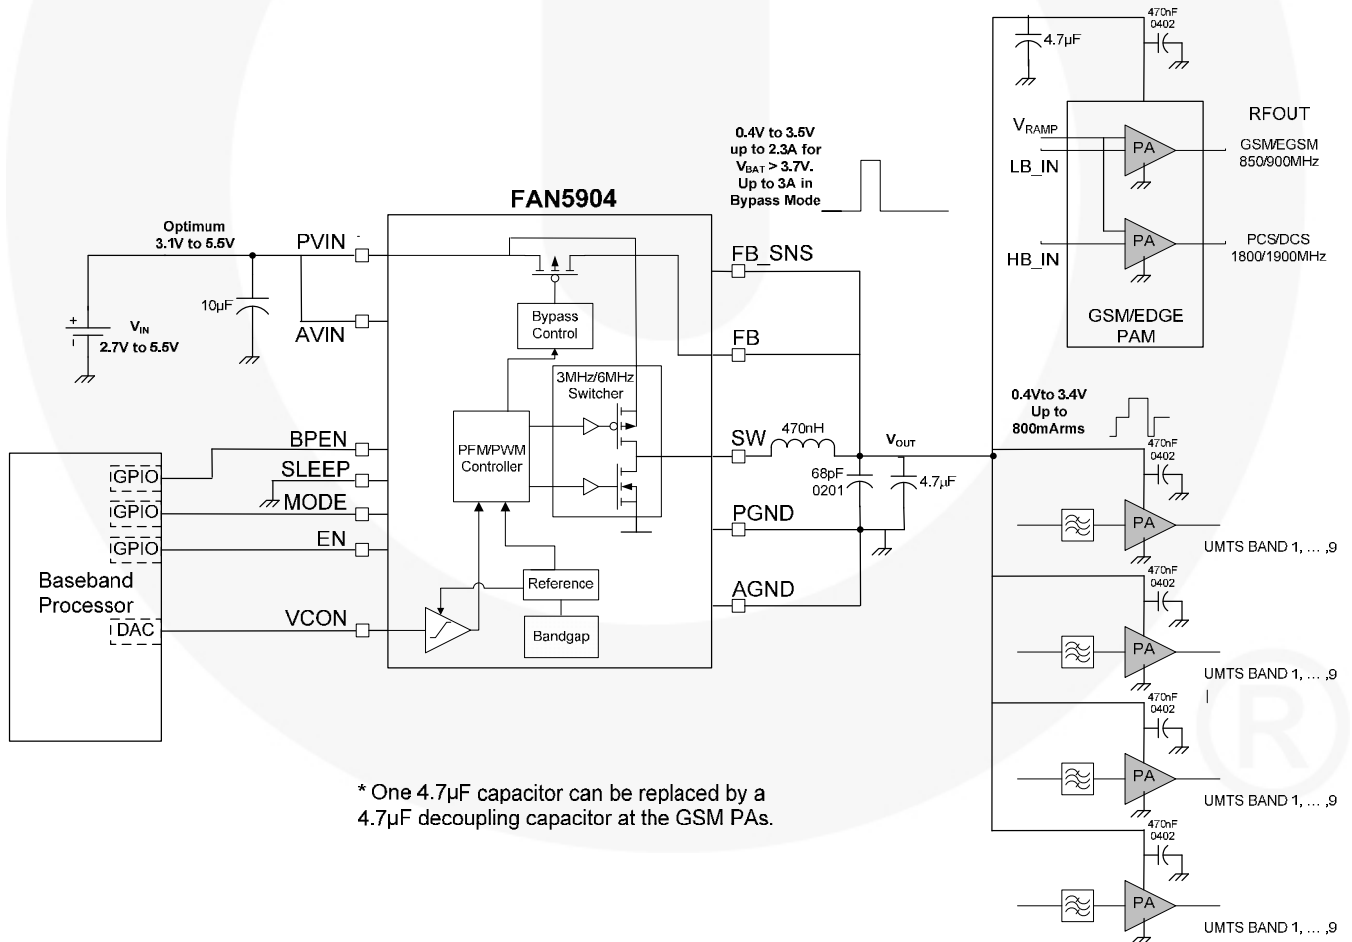 470nF
0402
4.7µF
RFOUT
VRAMP
PA
GSM/EGSM
850/900MHz
LB_IN
PA
PCS/DCS
1800/1900MHz
HB_IN
GSM/EDGE
PAM
0.4V to 3.5V
up to 2.3A for
VBAT > 3.7V.
Up to 3A in
Bypass Mode
FAN5904
Optimum
3.1V to 5.5V
PVIN
FB_SNS
10µF
Bypass
Control
+
-
VIN
2.7V to 5.5V
AVIN
FB
3MHz/6MHz
Switcher
0.4Vto 3.4V
Up to
800mArms
BPEN
PFM/PWM
Controller
SW
470nH
VOUT
470nF
0402
GPIO
SLEEP
68pF
0201
4.7µF
GPIO
MODE
PGND
PA
UMTS BAND 1, ... ,9
GPIO
EN
Baseband
Processor
Reference
AGND
470nF
0402
DAC
VCON
Bandgap
PA
UMTS BAND 1, ... ,9
470nF
0402
PA
UMTS BAND 1, ... ,9
* One 4.7µF capacitor can be replaced by a
4.7µF decoupling capacitor at the GSM PAs.
470nF
0402
PA
UMTS BAND 1, ... ,9
®